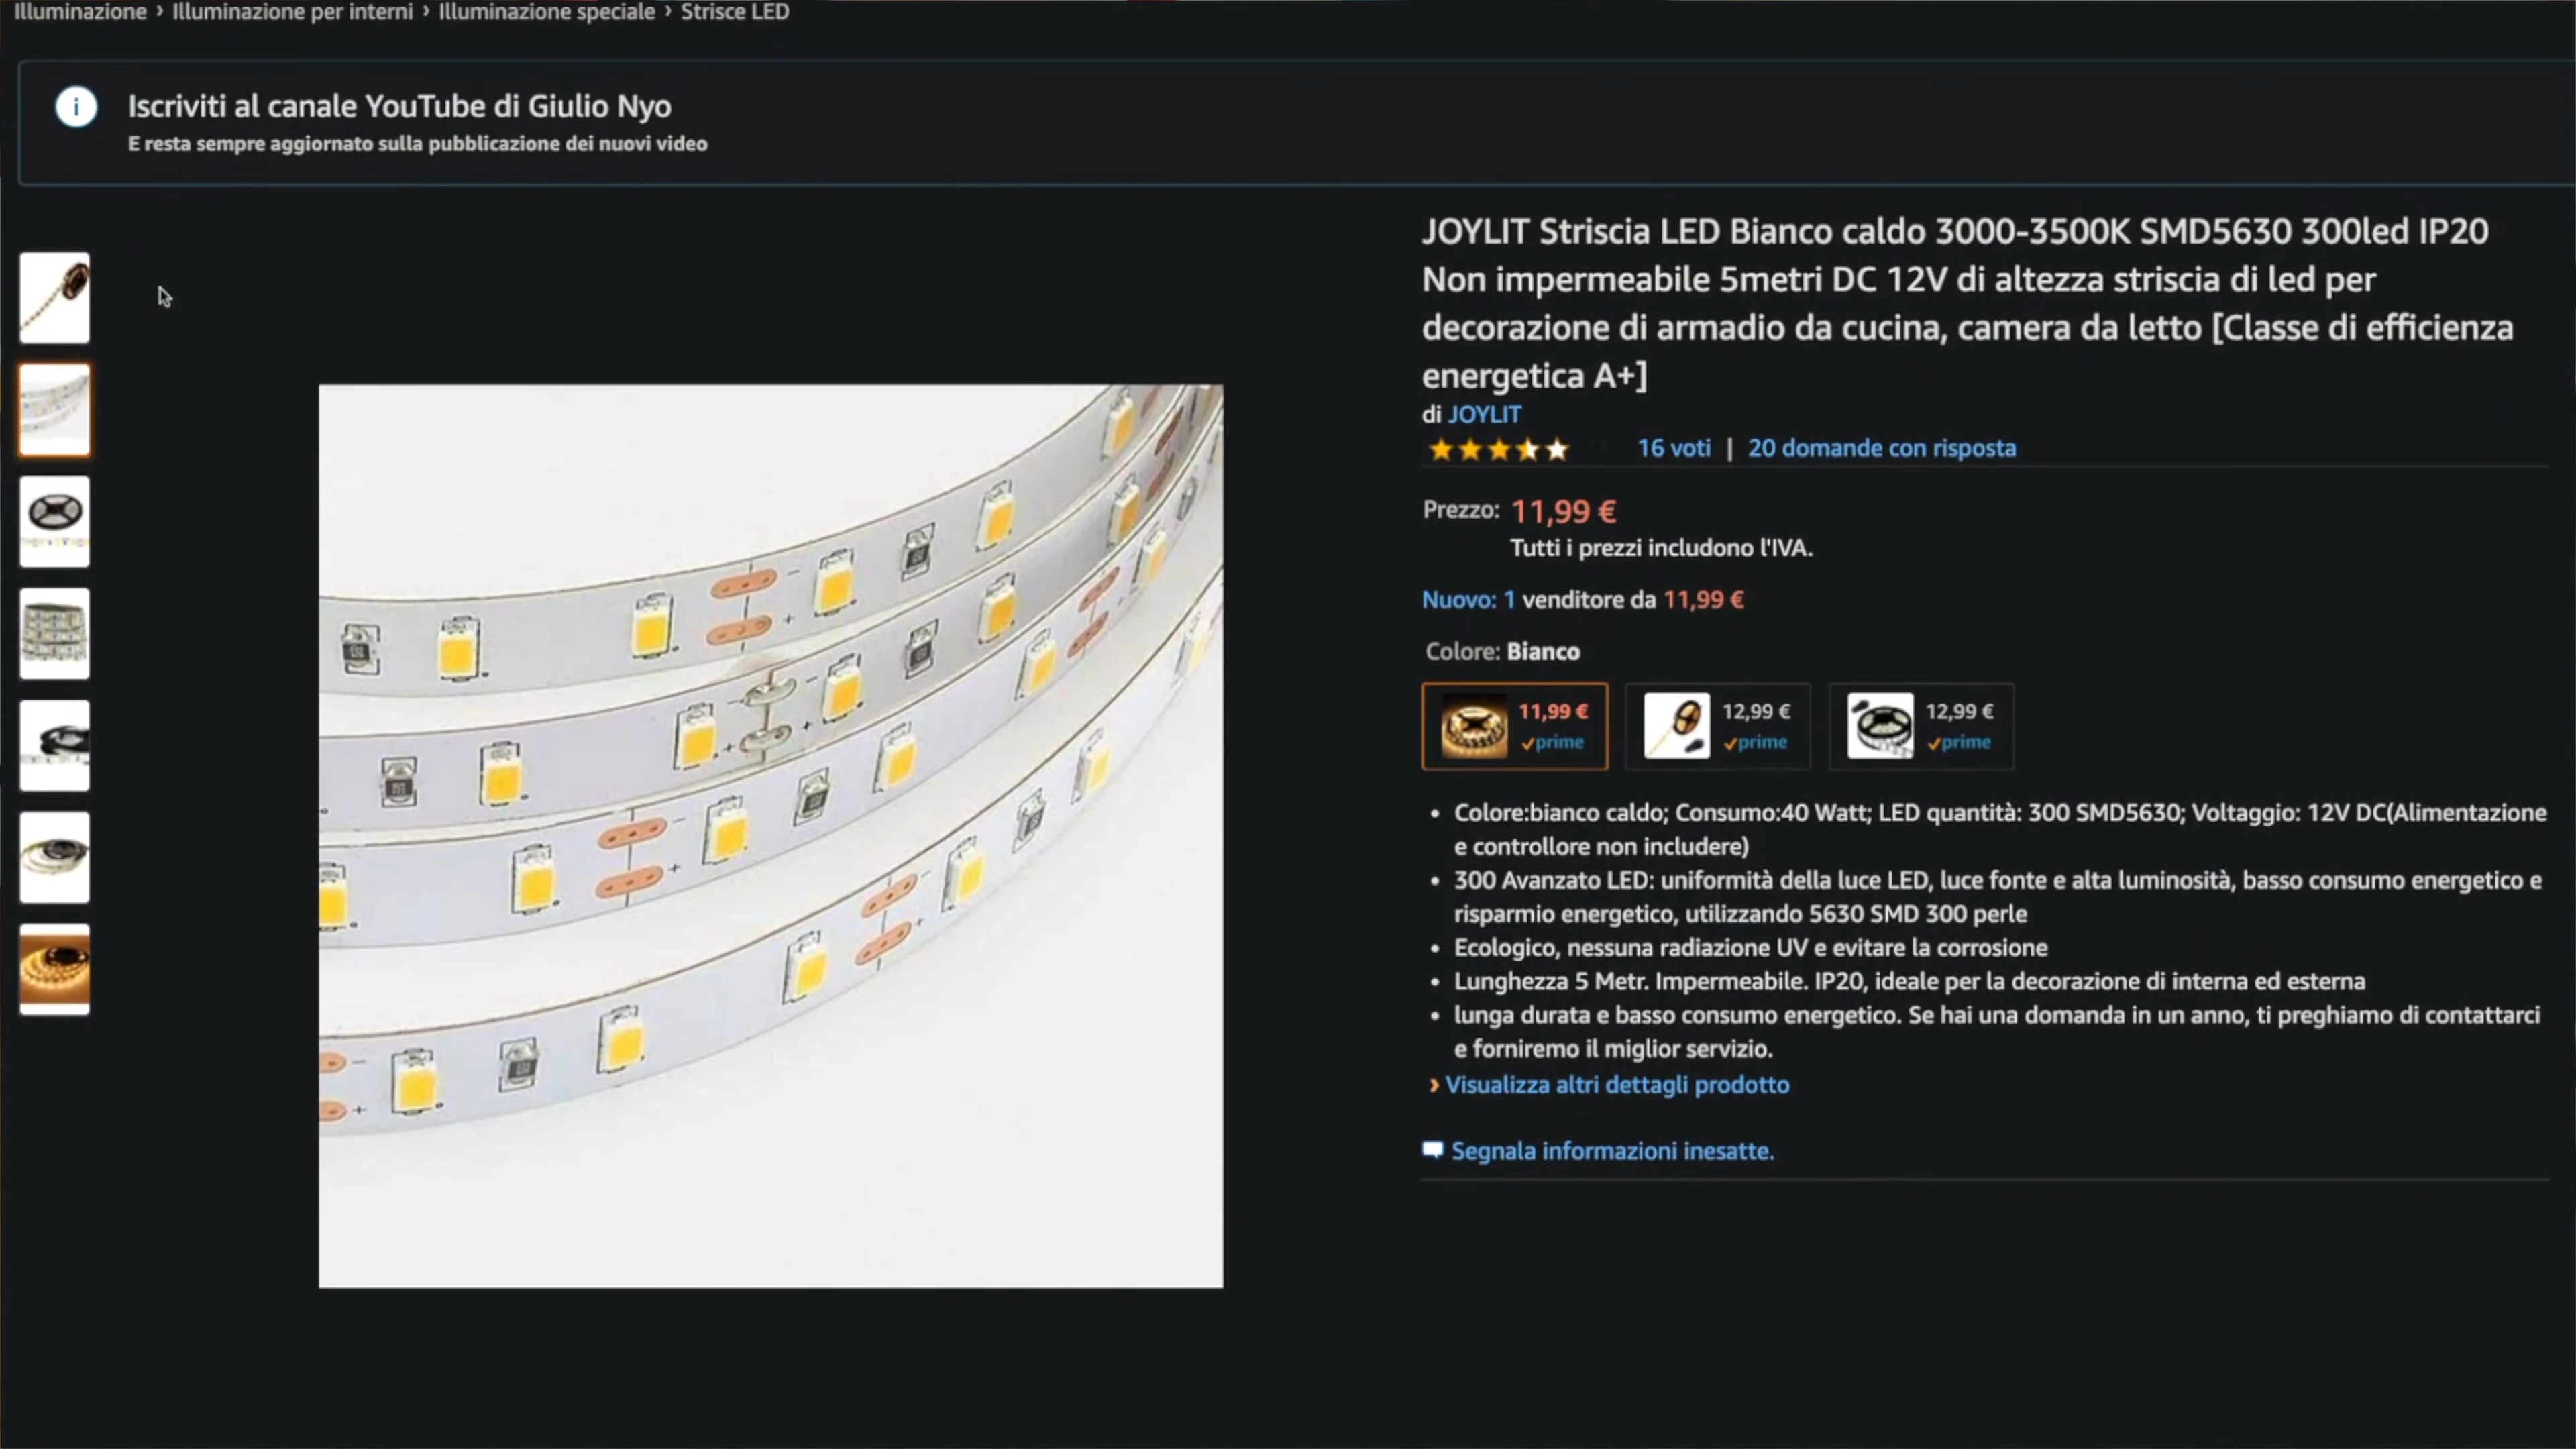 Illuminazione › Illuminazione per interni › Illuminazione speciale › Strisce LED
Iscriviti al canale YouTube di Giulio Nyo
E resta sempre aggiornato sulla pubblicazione dei nuovi video
JOYLIT Striscia LED Bianco caldo 3000-3500K SMD5630 300led IP20
Non impermeabile 5metri DC 12V di altezza striscia di led per
decorazione di armadio da cucina, camera da letto [Classe di efficienza
energetica A+]
di JOYLIT
16 voti | 20 domande con risposta
Prezzo: 11,99 €
Tutti i prezzi includono l'IVA.
Nuovo: 1 venditore da 11,99 €
Colore: Bianco
11,99 € 12,99 € 12,99 €
prime prime prime
• Colore:bianco caldo; Consumo:40 Watt; LED quantità: 300 SMD5630; Voltaggio: 12V DC(Alimentazione
e controllore non includere)
• 300 Avanzato LED: uniformità della luce LED, luce fonte e alta luminosità, basso consumo energetico e
risparmio energetico, utilizzando 5630 SMD 300 perle
• Ecologico, nessuna radiazione UV e evitare la corrosione
• Lunghezza 5 Metr. Impermeabile. IP20, ideale per la decorazione di interna ed esterna
• lunga durata e basso consumo energetico. Se hai una domanda in un anno, ti preghiamo di contattarci
e forniremo il miglior servizio.
› Visualizza altri dettagli prodotto
Segnala informazioni inesatte.